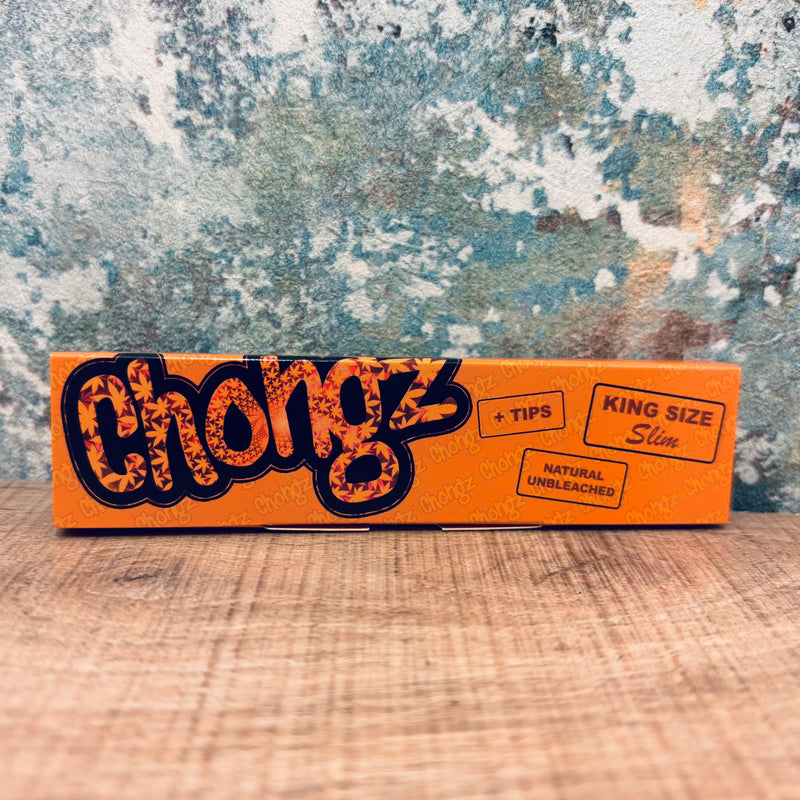 Chongz
+ TIPS
KING SIZE
Slim
NATURAL
UNBLEACHED